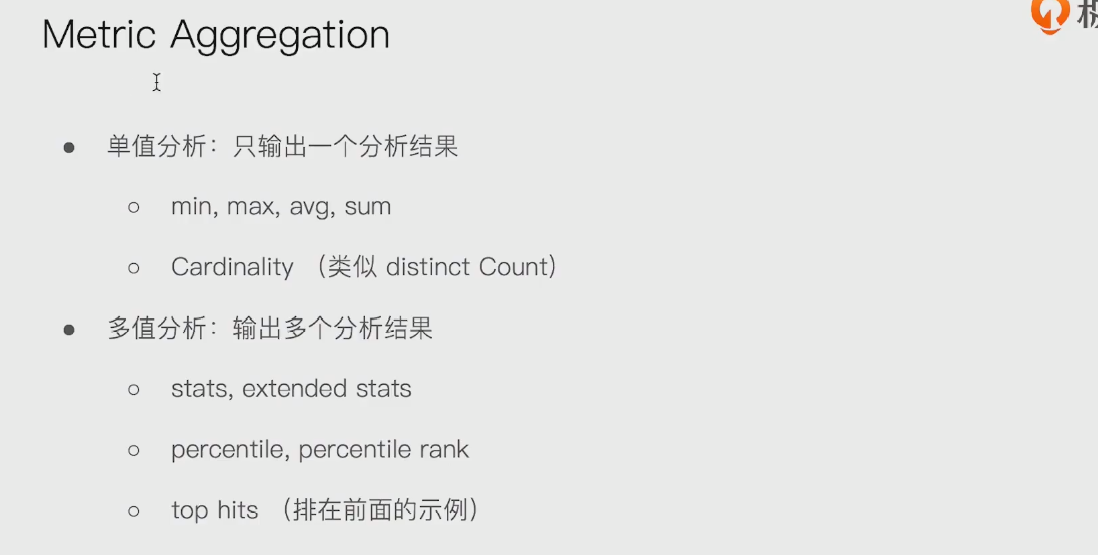 Metric Aggregation
单值分析：只输出一个分析结果
min, max, avg, sum
Cardinality （类似 distinct Count）
多值分析：输出多个分析结果
stats, extended stats
percentile, percentile rank
top hits （排在前面的示例）